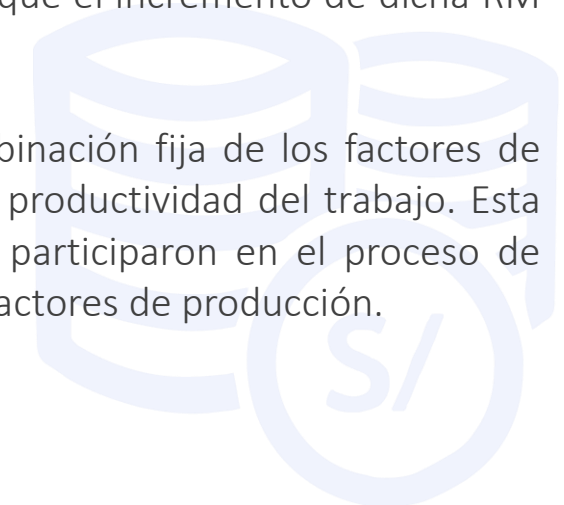 que el incremento de dicha RM
binación fija de los factores de
productividad del trabajo. Esta
participaron en el proceso de
actores de producción.
S/